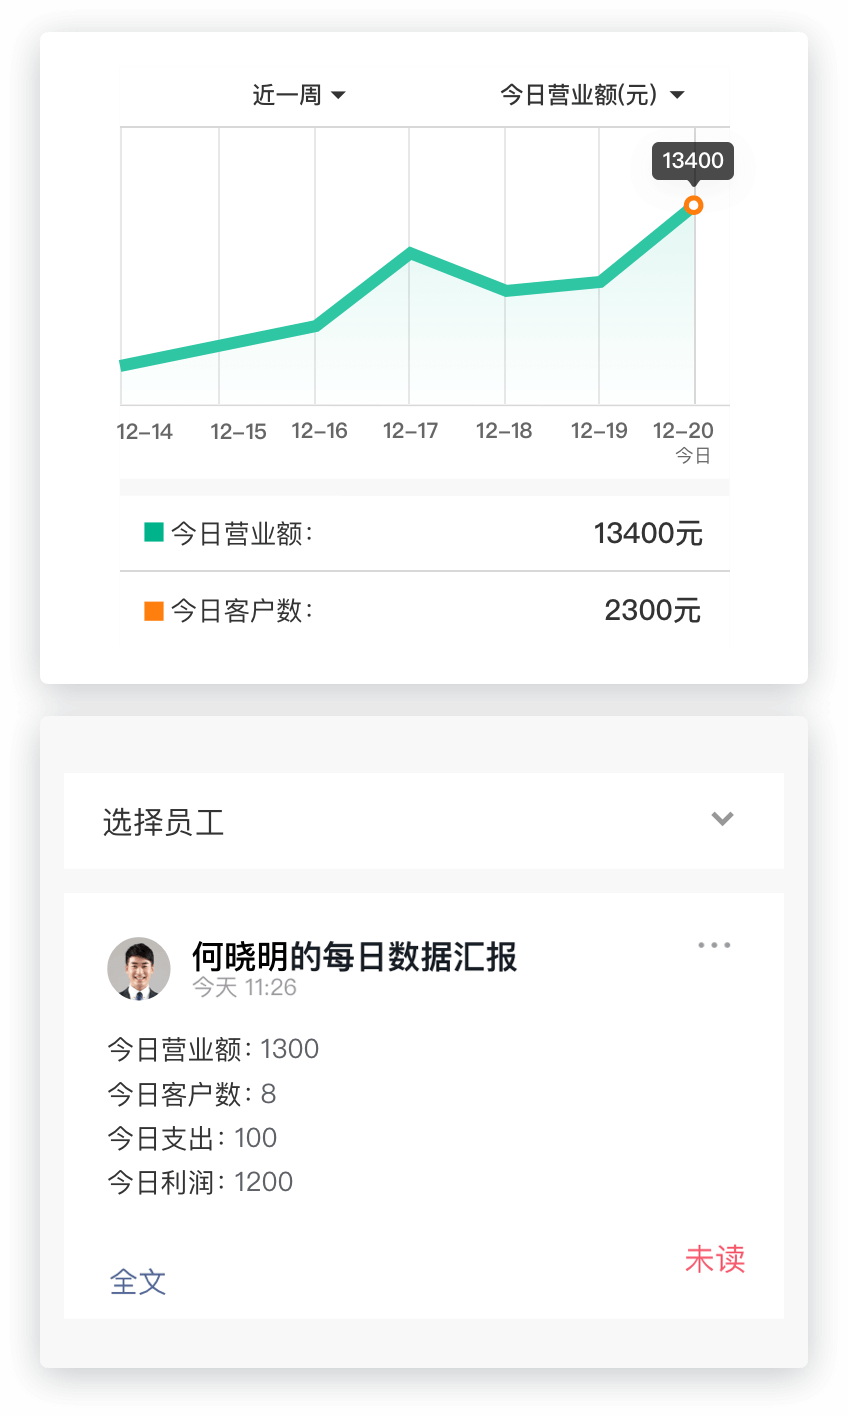 近一周 今日营业额(元)
13400
12-14 12-15 12-16 12-17 12-18 12-19 12-20
今日
今日营业额: 13400元
今日客户数: 2300元
选择员工
何晓明的每日数据汇报
今天 11:26
今日营业额: 1300
今日客户数: 8
今日支出: 100
今日利润: 1200
未读
全文